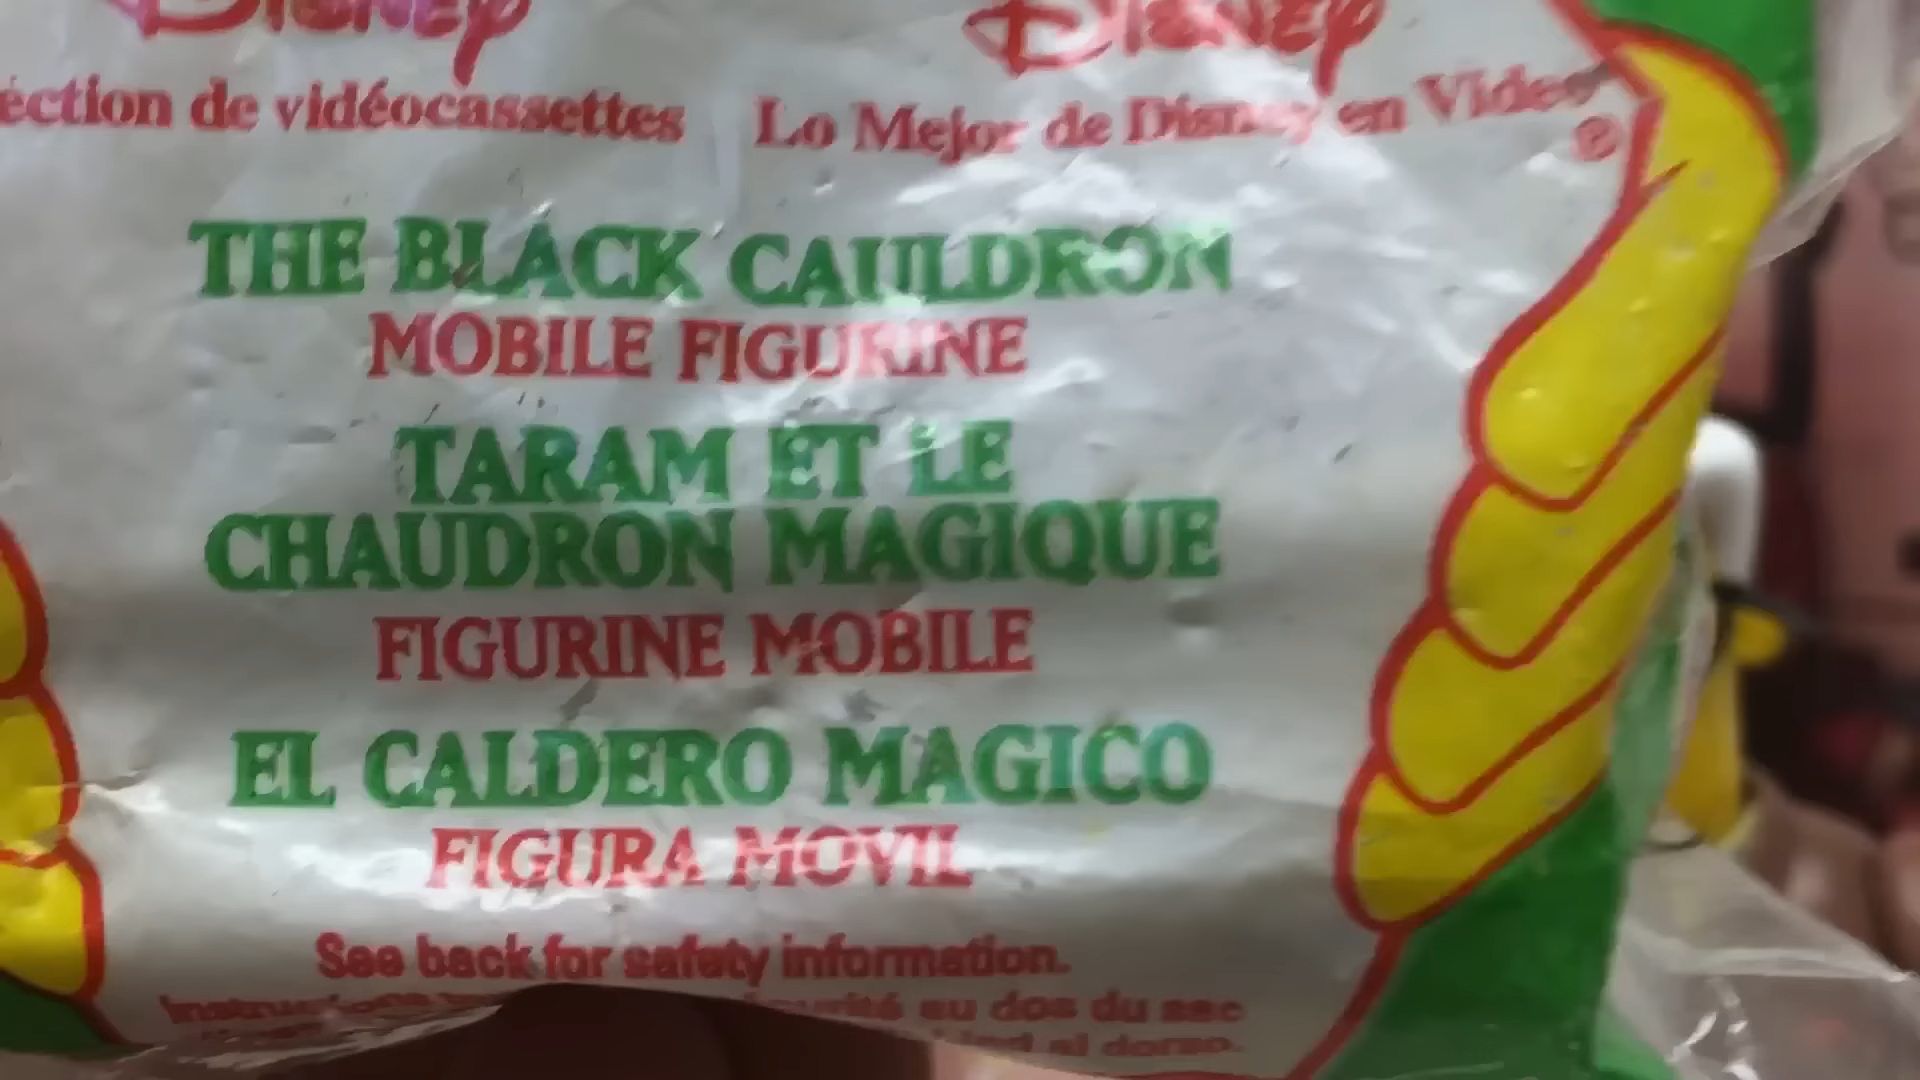 DISNEY DISNEY
ection de vidéocassettes Lo Mejor de Disney en Video
®
THE BLACK CAULDRON
MOBILE FIGURINE
TARAM ET LE
CHAUDRON MAGIQUE
FIGURINE MOBILE
EL CALDERO MAGICO
FIGURA MOVIL
See back for safety information.
au dos du sac
al dorso.